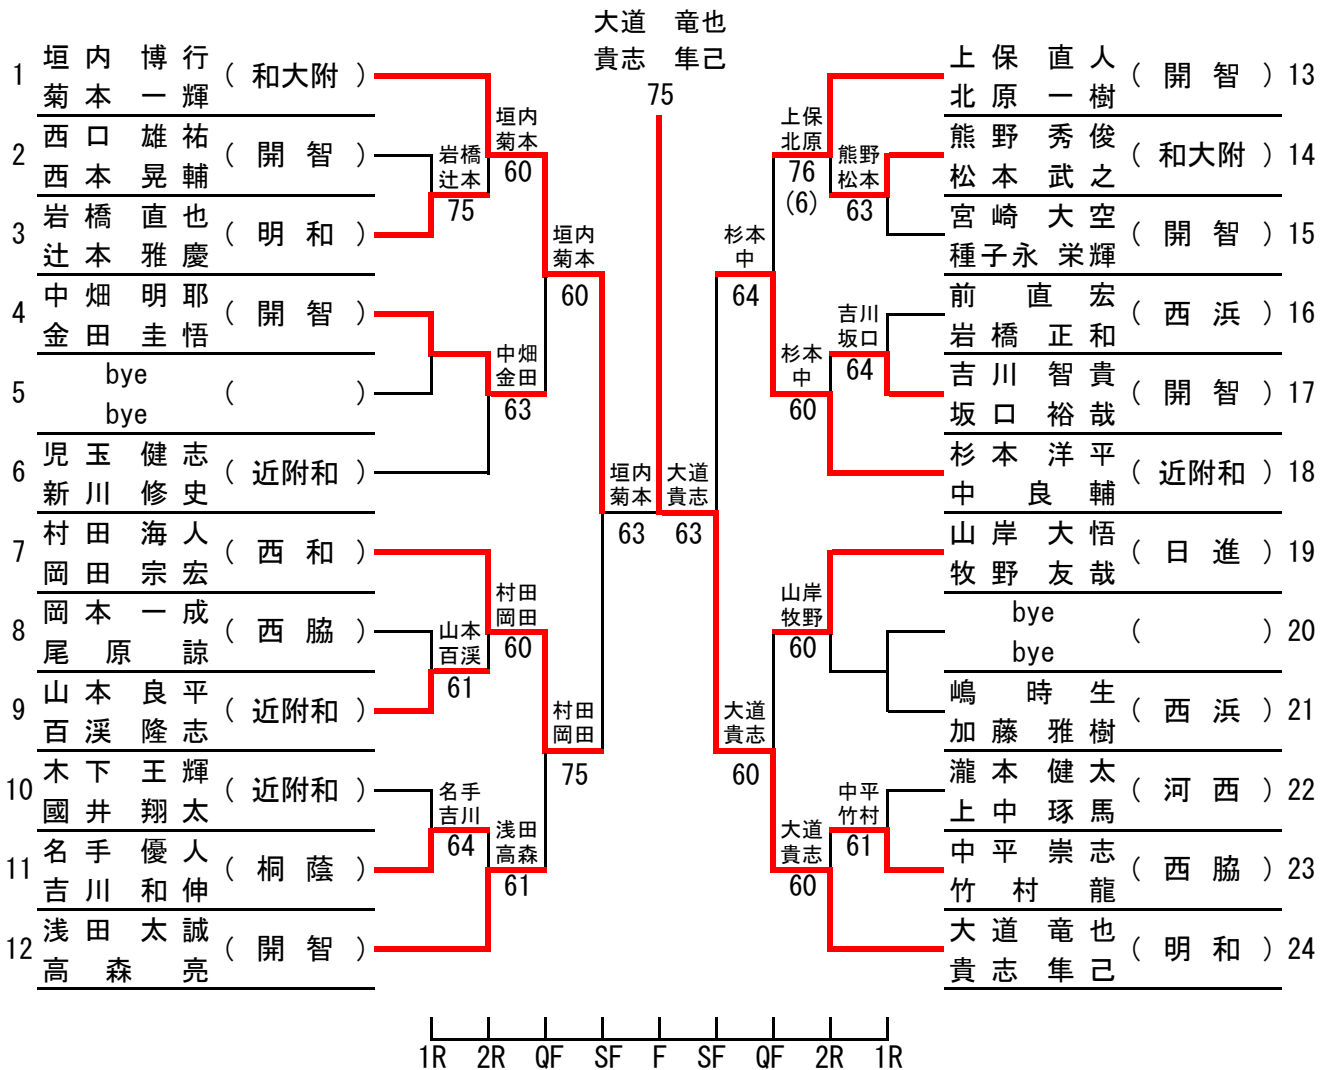 大道 竜也
貴志 隼己
75
1 垣内 博行 (和大附)
菊本 一輝
2 西口 雄祐 (開智)
西本 晃輔
3 岩橋 直也 (明和)
辻本 雅慶
4 中畑 明耶 (開智)
金田 圭悟
5 bye ( )
bye
6 児玉 健志 (近附和)
新川 修史
7 村田 海人 (西和)
岡田 宗宏
8 岡本 一成 (西脇)
尾原 諒
9 山本 良平 (近附和)
百溪 隆志
10 木下 王輝 (近附和)
國井 翔太
11 名手 優人 (桐蔭)
吉川 和伸
12 浅田 太誠 (開智)
高森 亮
岩橋
辻本
75
山本
百溪
61
名手
吉川
64
垣内
菊本
60
中畑
金田
63
村田
岡田
60
浅田
高森
61
垣内
菊本
60
村田
岡田
75
垣内
菊本
63
大道
貴志
63
杉本
中
64
大道
貴志
60
上保
北原
76
(6)
杉本
中
60
山岸
牧野
60
大道
貴志
60
熊野
松本
63
吉川
坂口
64
中平
竹村
61
上保 直人 (開智) 13
北原 一樹
熊野 秀俊 (和大附) 14
松本 武之
宮崎 大空 (開智) 15
種子永 栄輝
前 直宏 (西浜) 16
岩橋 正和
吉川 智貴 (開智) 17
坂口 裕哉
杉本 洋平 (近附和) 18
中 良輔
山岸 大悟 (日進) 19
牧野 友哉
bye ( ) 20
bye
嶋 時生 (西浜) 21
加藤 雅樹
瀧本 健太 (河西) 22
上中 琢馬
中平 崇志 (西脇) 23
竹村 龍
大道 竜也 (明和) 24
貴志 隼己
1R 2R QF SF F SF QF 2R 1R